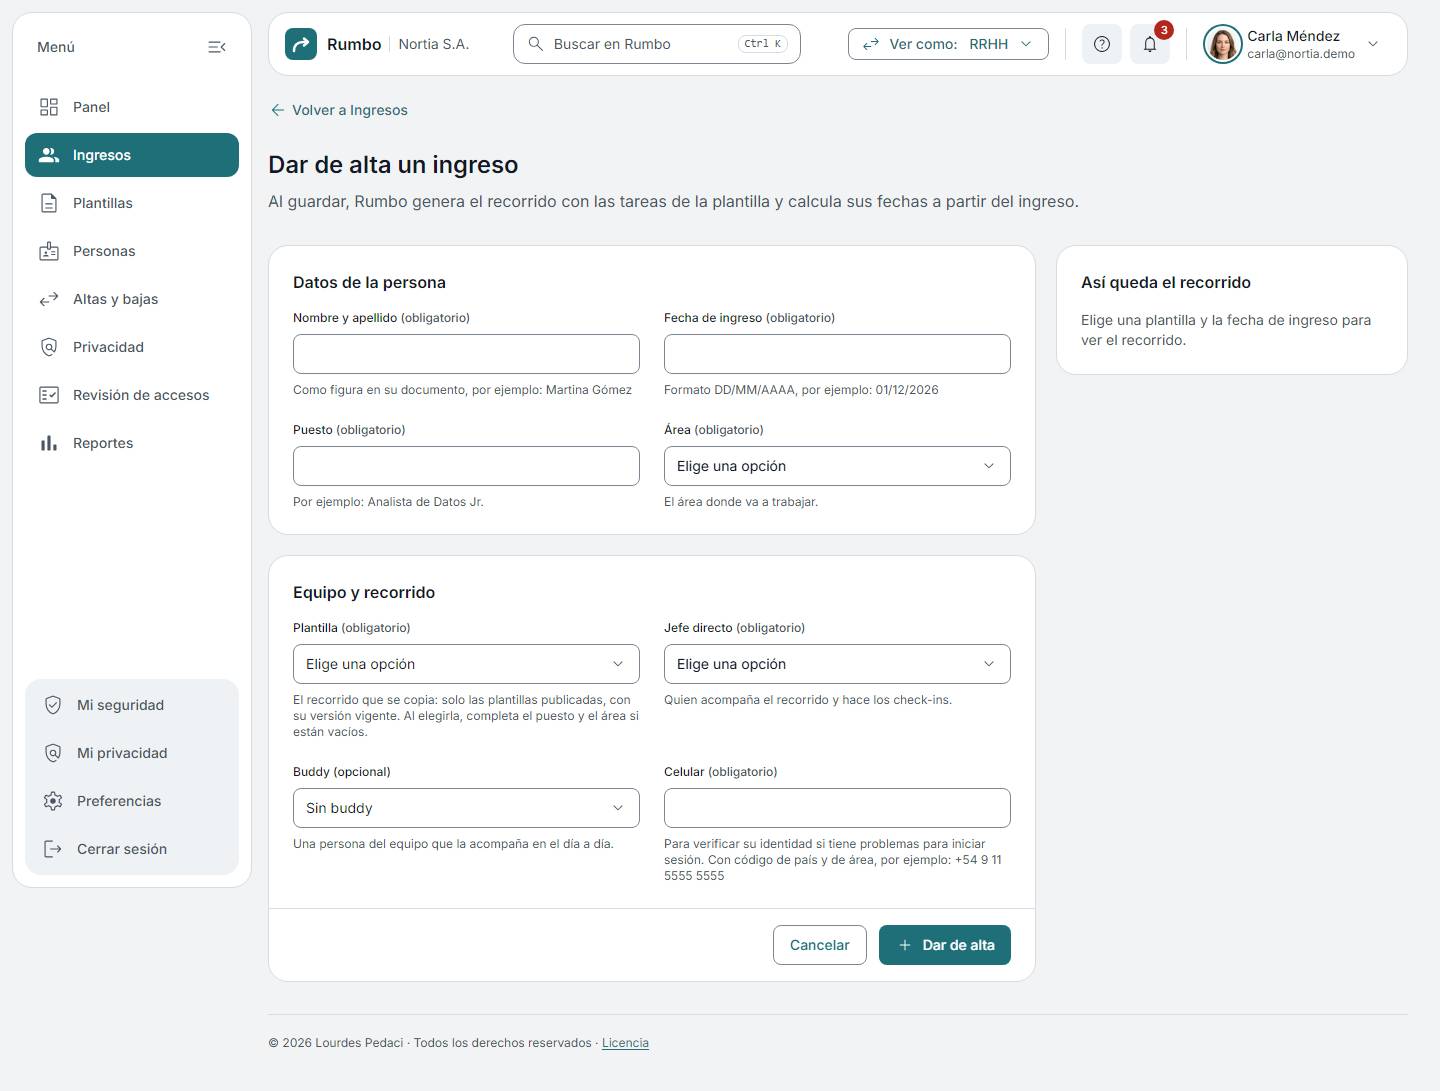 Menú
Panel
Ingresos
Plantillas
Personas
Altas y bajas
Privacidad
Revisión de accesos
Reportes
Mi seguridad
Mi privacidad
Preferencias
Cerrar sesión
Rumbo
Nortia S.A.
Buscar en Rumbo
Ctrl K
Ver como: RRHH
3
Carla Méndez
carla@nortia.demo
Volver a Ingresos
Dar de alta un ingreso
Al guardar, Rumbo genera el recorrido con las tareas de la plantilla y calcula sus fechas a partir del ingreso.
Datos de la persona
Nombre y apellido (obligatorio)
Como figura en su documento, por ejemplo: Martina Gómez
Fecha de ingreso (obligatorio)
Formato DD/MM/AAAA, por ejemplo: 01/12/2026
Puesto (obligatorio)
Por ejemplo: Analista de Datos Jr.
Área (obligatorio)
Elige una opción
El área donde va a trabajar.
Así queda el recorrido
Elige una plantilla y la fecha de ingreso para
ver el recorrido.
Equipo y recorrido
Plantilla (obligatorio)
Elige una opción
El recorrido que se copia: solo las plantillas publicadas, con
su versión vigente. Al elegirla, completa el puesto y el área si
están vacíos.
Jefe directo (obligatorio)
Elige una opción
Quien acompaña el recorrido y hace los check-ins.
Buddy (opcional)
Sin buddy
Una persona del equipo que la acompaña en el día a día.
Celular (obligatorio)
Para verificar su identidad si tiene problemas para iniciar
sesión. Con código de país y de área, por ejemplo: +54 9 11
5555 5555
Cancelar
Dar de alta
© 2026 Lourdes Pedaci · Todos los derechos reservados · Licencia